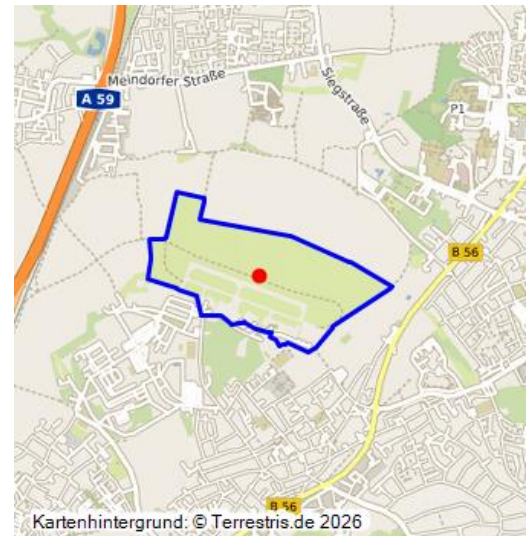 Meindorfer Straße
A 59
Siegstraße
P1
B 56
B 56
Kartenhintergrund: © Terrestris.de 2026